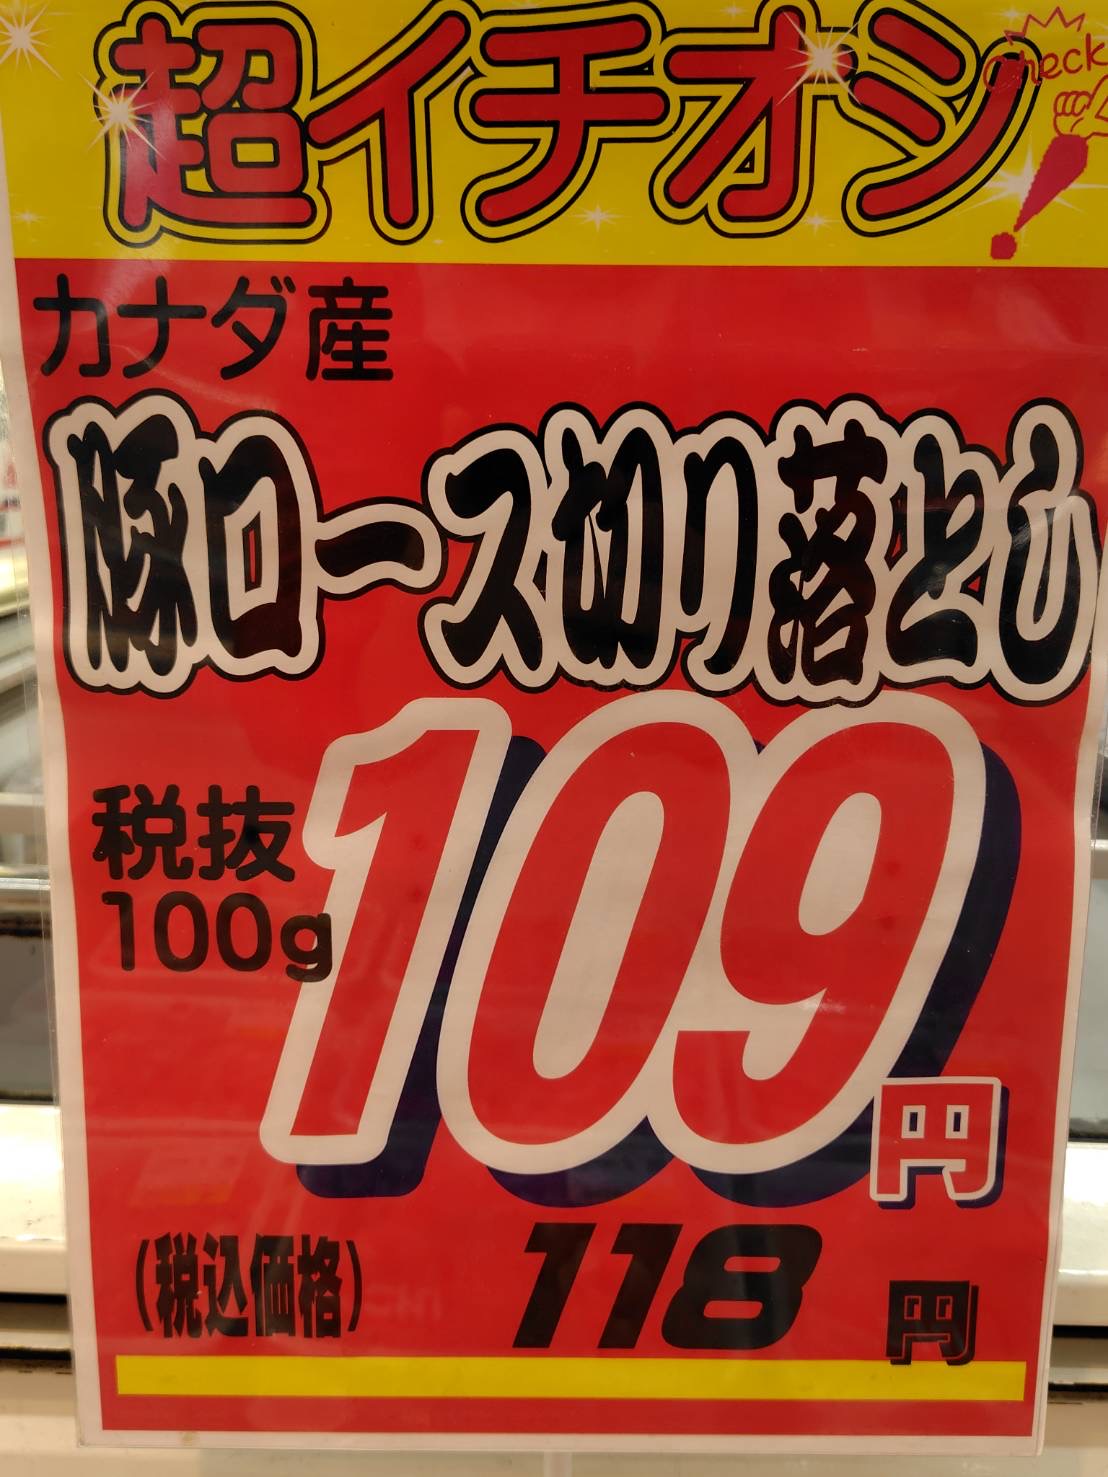 超イチオシ!
Check
カナダ産
豚ロース切り落とし
税抜
100g
109円
(税込価格) 118円